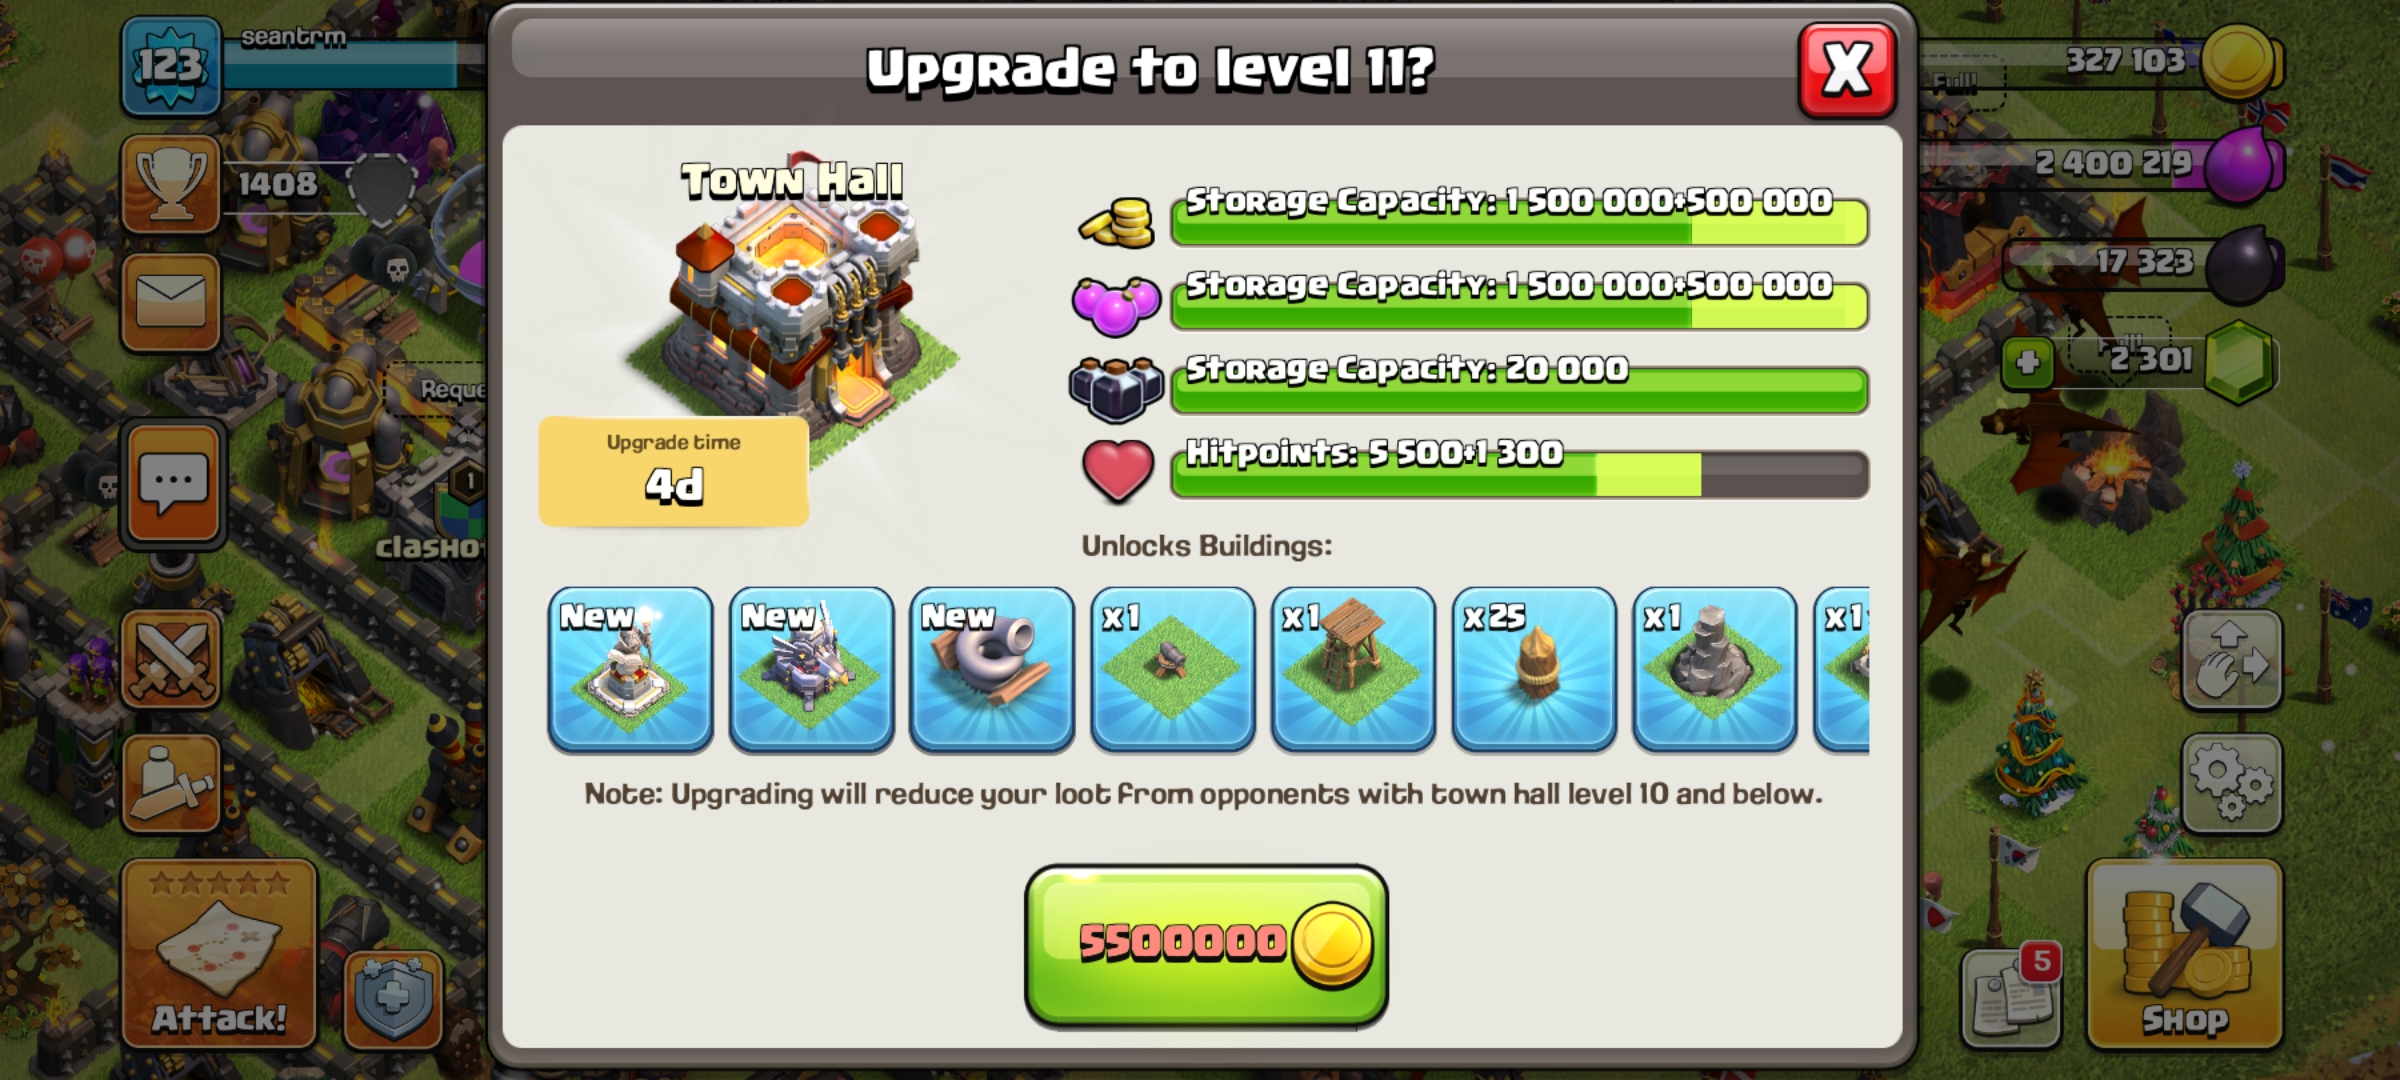 123
seantrm
1408
Upgrade to level 11?
X
327 103
Full!
2 400 219
17 323
2 301
Town Hall
Storage Capacity: 1 500 000+500 000
Storage Capacity: 1 500 000+500 000
Storage Capacity: 20 000
Hitpoints: 5 500+1 300
Upgrade time
4d
Reque
1
clasho
Unlocks Buildings:
New
New
New
x1
x1
x25
x1
x1
Note: Upgrading will reduce your loot from opponents with town hall level 10 and below.
5500000
Attack!
5
Shop